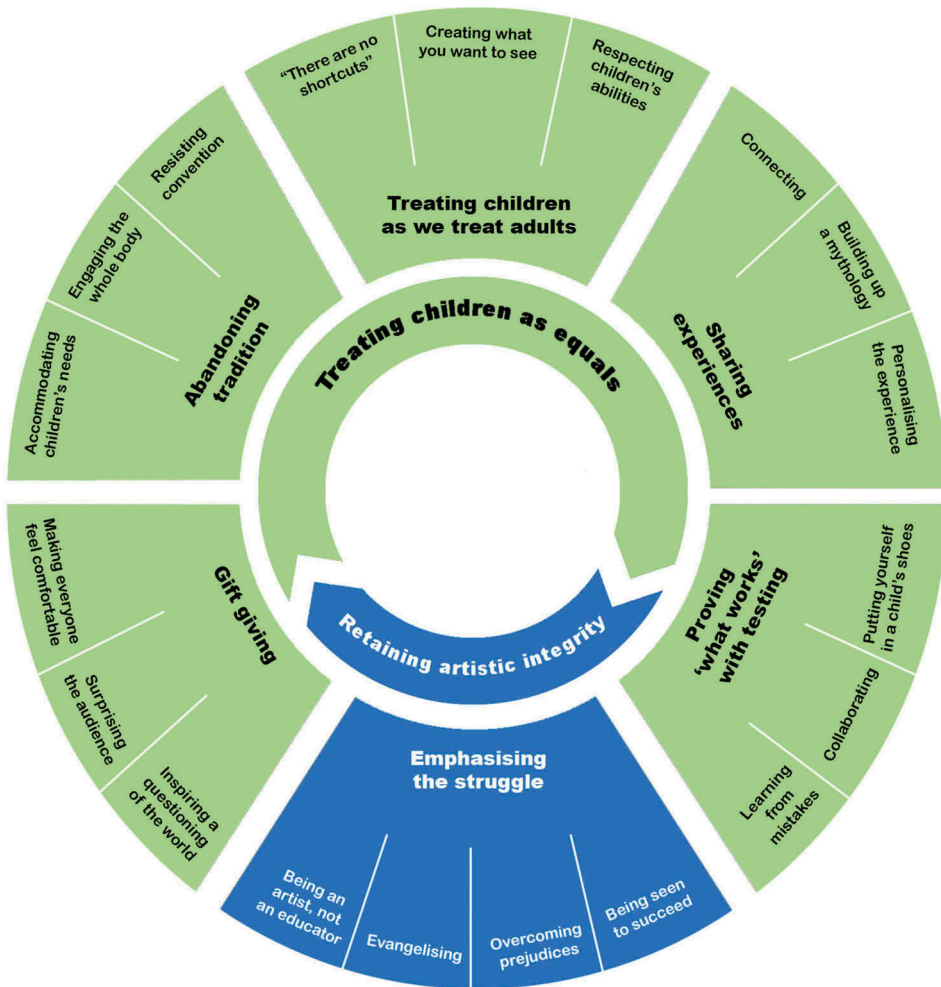 Treating children as equals
Retaining artistic integrity
Treating children
as we treat adults
"There are no
shortcuts"
Creating what
you want to see
Respecting
children's
abilities
Sharing
experiences
Connecting
Building up
a mythology
Personalising
the experience
Proving
'what works'
with testing
Putting yourself
in a child's shoes
Collaborating
Learning
from
mistakes
Emphasising
the struggle
Being seen
to succeed
Overcoming
prejudices
Evangelising
Being an
artist, not
an educator
Gift giving
Inspiring a
questioning
of the world
Surprising
the audience
Making everyone
feel comfortable
Abandoning
tradition
Accommodating
children's needs
Engaging the
whole body
Resisting
convention